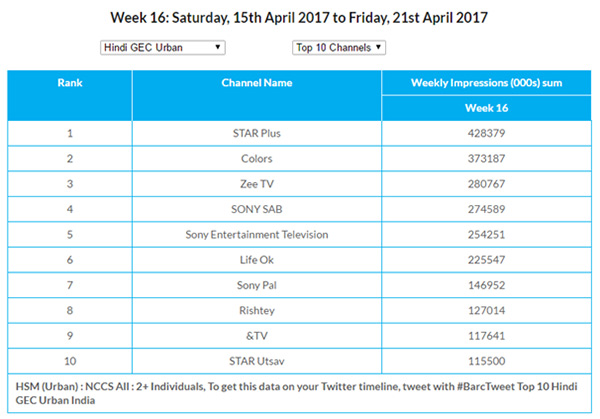 Week 16: Saturday, 15th April 2017 to Friday, 21st April 2017
Hindi GEC Urban Top 10 Channels
Rank Channel Name Weekly Impressions (000s) sum
Week 16
1 STAR Plus 428379
2 Colors 373187
3 Zee TV 280767
4 SONY SAB 274589
5 Sony Entertainment Television 254251
6 Life Ok 225547
7 Sony Pal 146952
8 Rishtey 127014
9 &TV 117641
10 STAR Utsav 115500
HSM (Urban) : NCCS All : 2+ Individuals, To get this data on your Twitter timeline, tweet with #BarcTweet Top 10 Hindi
GEC Urban India